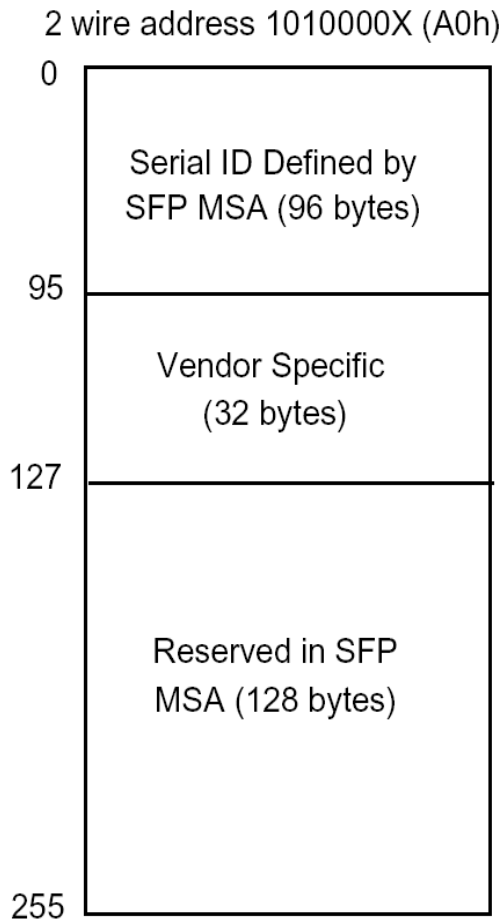 2 wire address 1010000X (A0h)
0
Serial ID Defined by
SFP MSA (96 bytes)
95
Vendor Specific
(32 bytes)
127
Reserved in SFP
MSA (128 bytes)
255